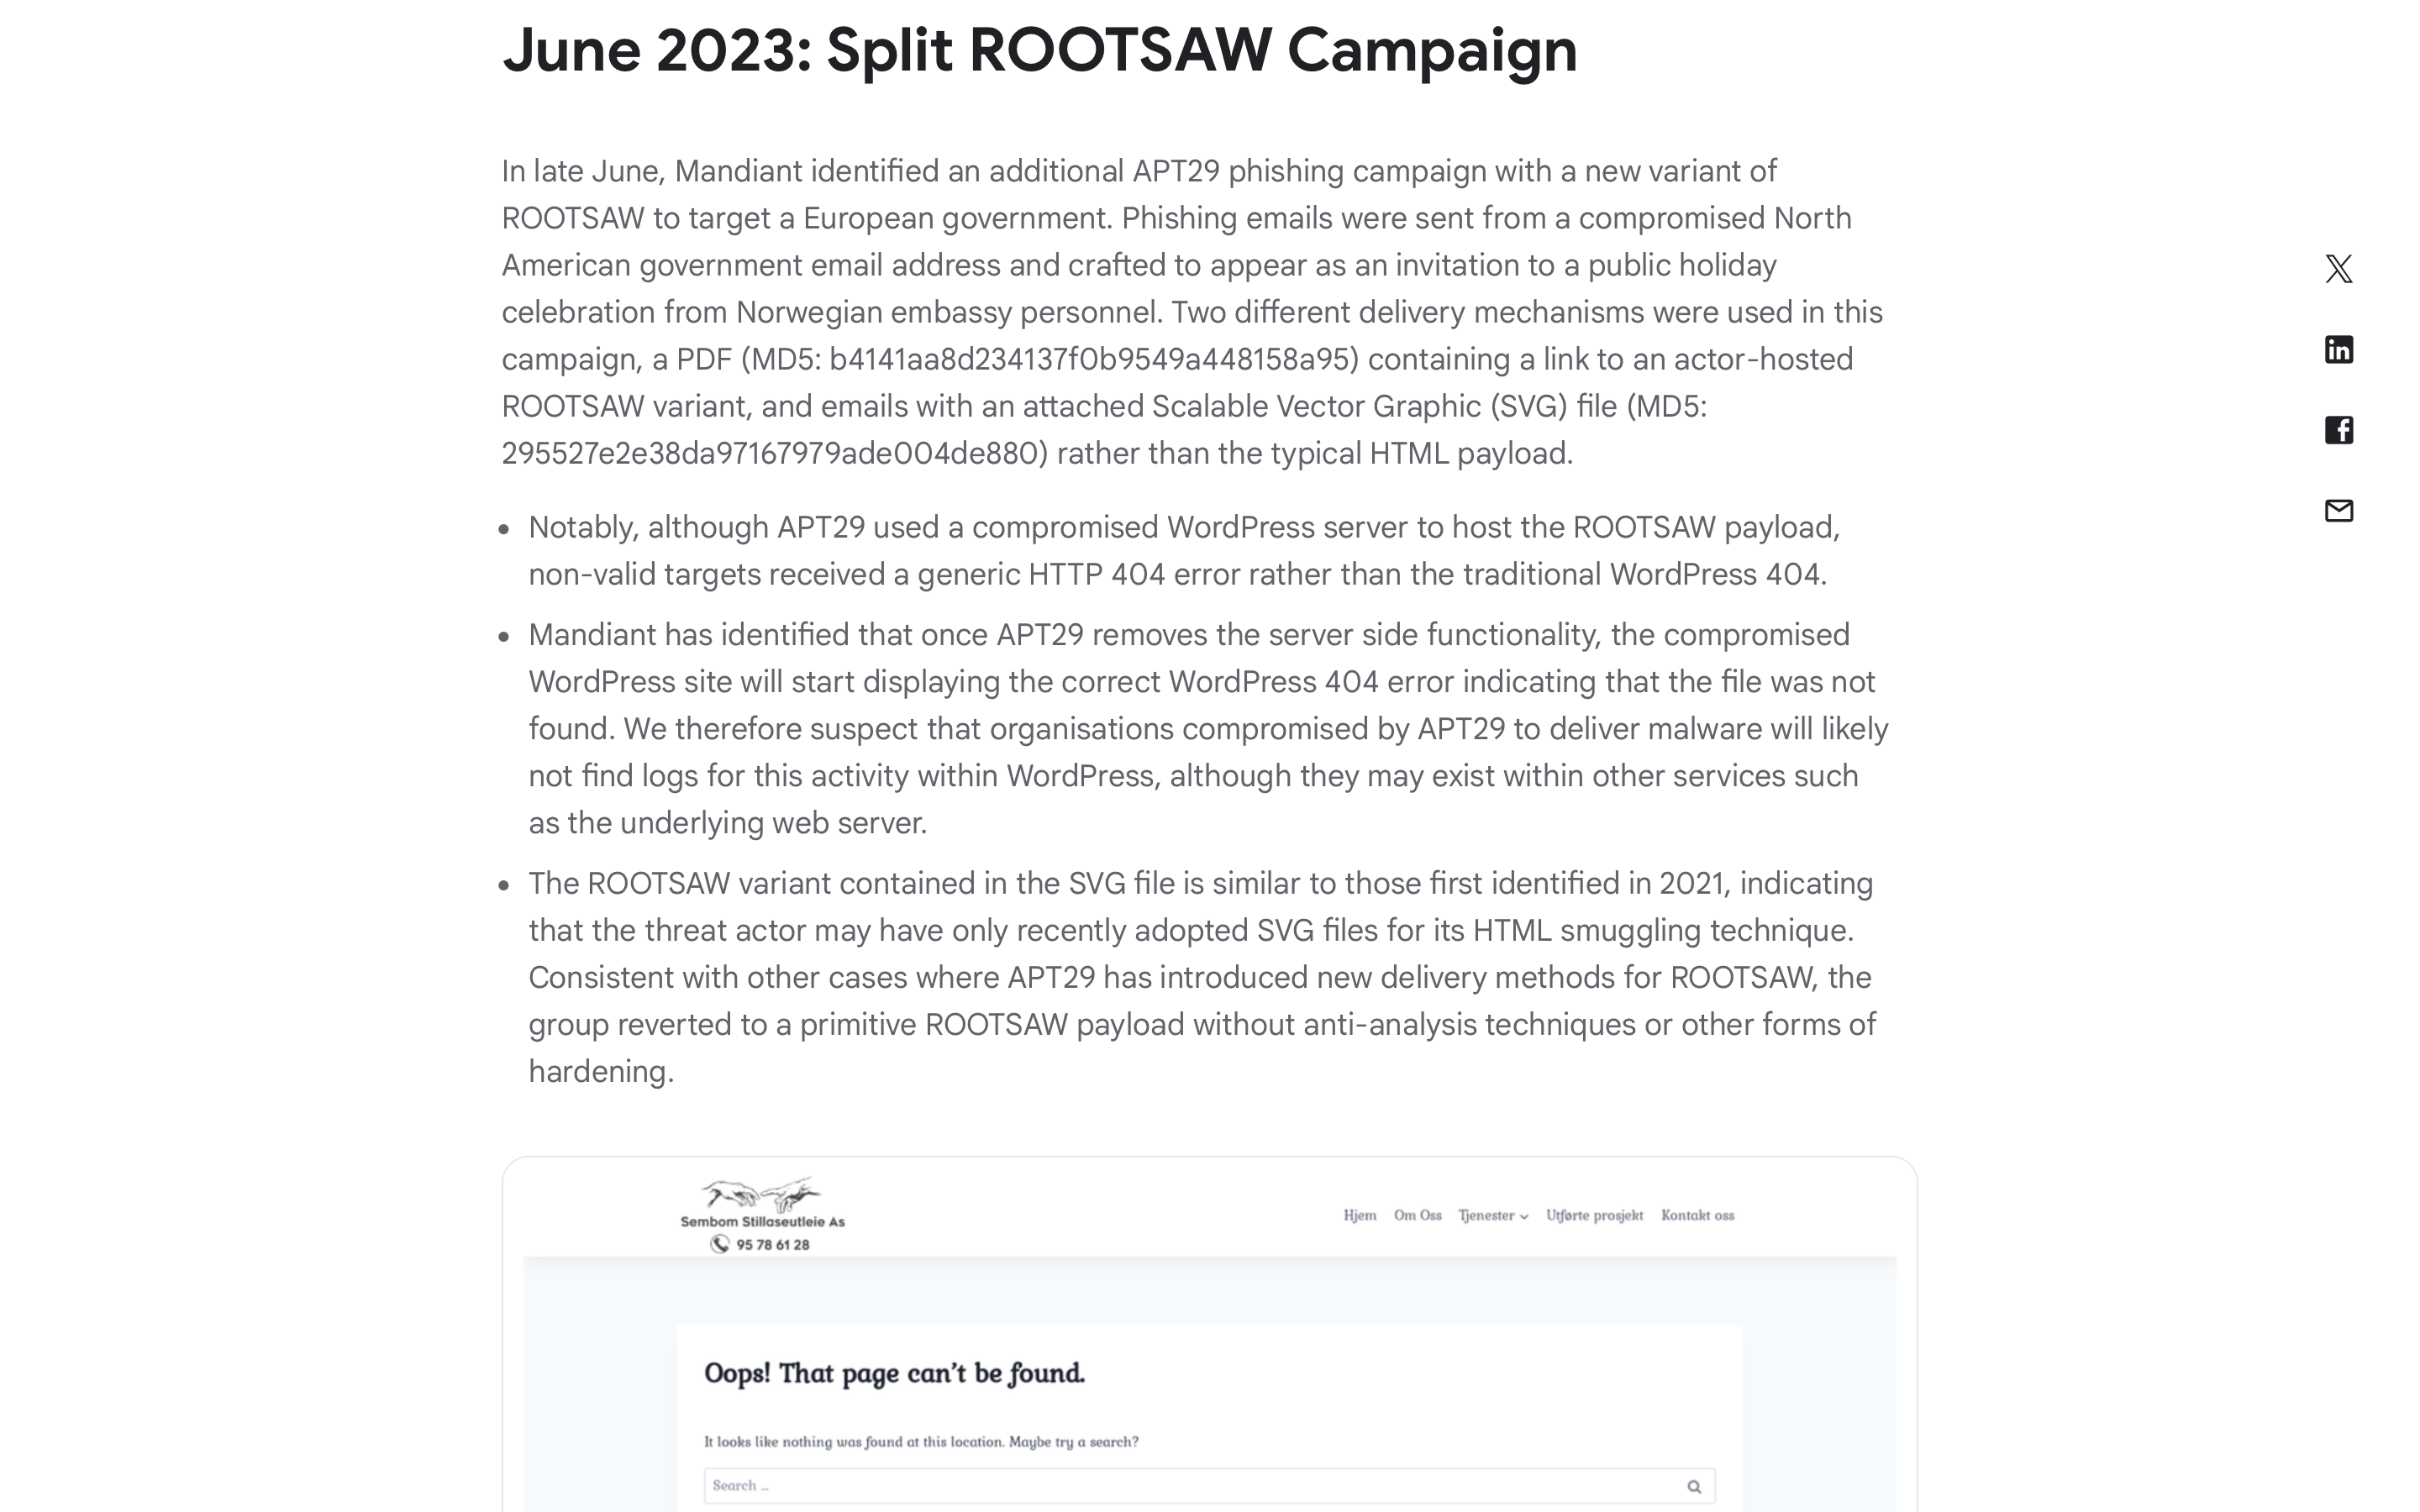 June 2023: Split ROOTSAW Campaign
In late June, Mandiant identified an additional APT29 phishing campaign with a new variant of
ROOTSAW to target a European government. Phishing emails were sent from a compromised North
American government email address and crafted to appear as an invitation to a public holiday
celebration from Norwegian embassy personnel. Two different delivery mechanisms were used in this
campaign, a PDF (MD5: b4141aa8d234137f0b9549a448158a95) containing a link to an actor-hosted
ROOTSAW variant, and emails with an attached Scalable Vector Graphic (SVG) file (MD5:
295527e2e38da97167979ade004de880) rather than the typical HTML payload.
• Notably, although APT29 used a compromised WordPress server to host the ROOTSAW payload,
non-valid targets received a generic HTTP 404 error rather than the traditional WordPress 404.
• Mandiant has identified that once APT29 removes the server side functionality, the compromised
WordPress site will start displaying the correct WordPress 404 error indicating that the file was not
found. We therefore suspect that organisations compromised by APT29 to deliver malware will likely
not find logs for this activity within WordPress, although they may exist within other services such
as the underlying web server.
• The ROOTSAW variant contained in the SVG file is similar to those first identified in 2021, indicating
that the threat actor may have only recently adopted SVG files for its HTML smuggling technique.
Consistent with other cases where APT29 has introduced new delivery methods for ROOTSAW, the
group reverted to a primitive ROOTSAW payload without anti-analysis techniques or other forms of
hardening.
Sembom Stillaseutleie As
95 78 61 28
Hjem Om Oss Tjenester Utførte prosjekt Kontakt oss
Oops! That page can't be found.
It looks like nothing was found at this location. Maybe try a search?
Search ...